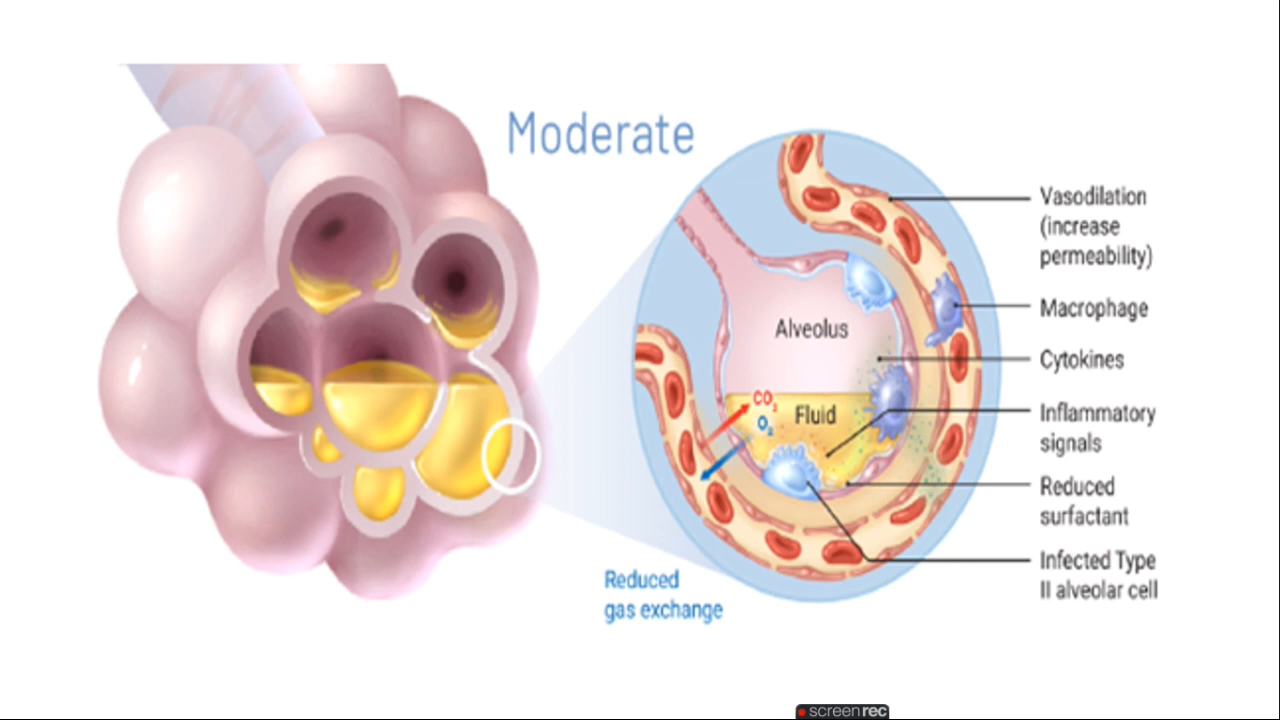 Moderate
Vasodilation
(increase
permeability)
Macrophage
Alveolus
Cytokines
CO2
O2
Fluid
Inflammatory
signals
Reduced
surfactant
Infected Type
II alveolar cell
Reduced
gas exchange
screenrec